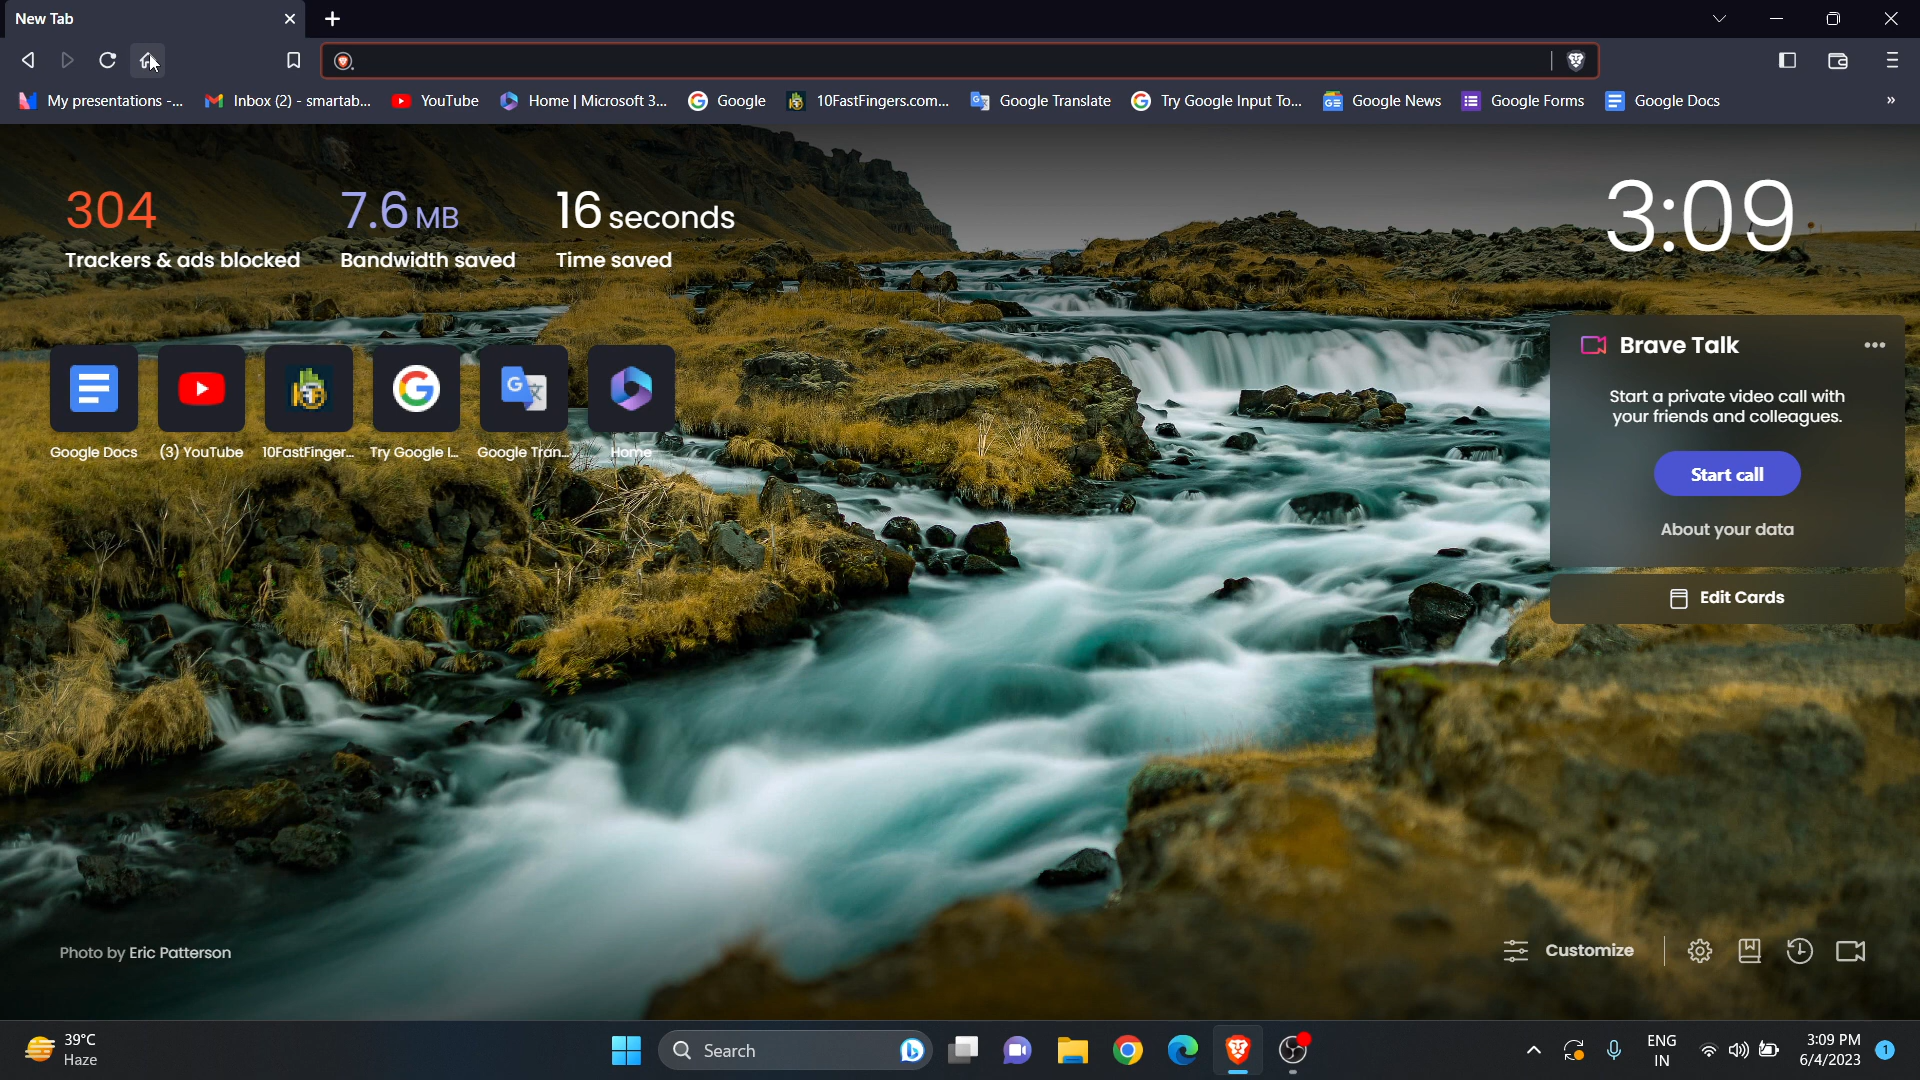 New Tab
My presentations -...
Inbox (2) - smartab...
YouTube
Home | Microsoft 3...
Google
10FastFingers.com...
Google Translate
Try Google Input To...
Google News
Google Forms
Google Docs
»
304
Trackers & ads blocked
7.6 MB
Bandwidth saved
16 seconds
Time saved
3:09
Google Docs
(3) YouTube
10FastFinger...
Try Google I...
Google Tran...
Home
Brave Talk
Start a private video call with
your friends and colleagues.
Start call
About your data
Edit Cards
Photo by Eric Patterson
Customize
39°C
Haze
Search
ENG
IN
3:09 PM
6/4/2023
1